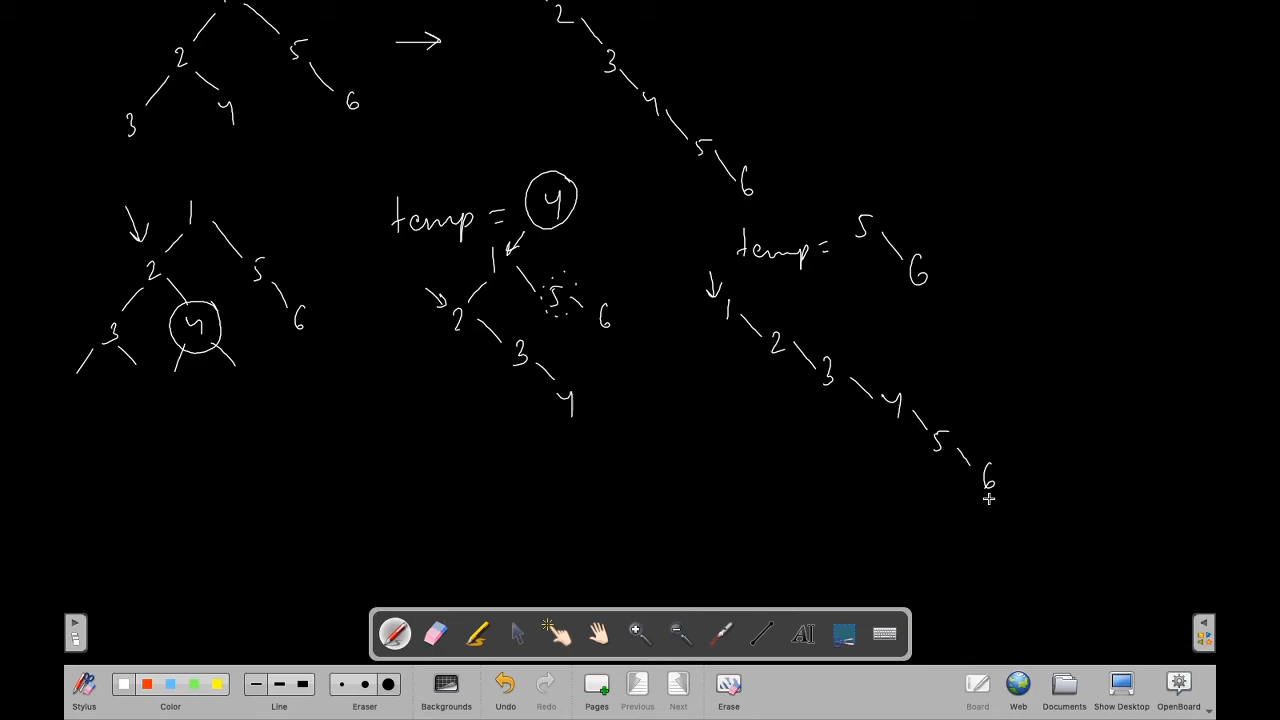 2
5
2
3
4
6
3
4
5
6
1
2
5
3
4
6
temp = 4
1
5
2
6
3
4
temp = 5
6
1
2
3
4
5
6
Stylus
Color
Line
Eraser
Backgrounds
Undo
Redo
Pages
Previous
Next
Erase
Board
Web
Documents
Show Desktop
OpenBoard
AI